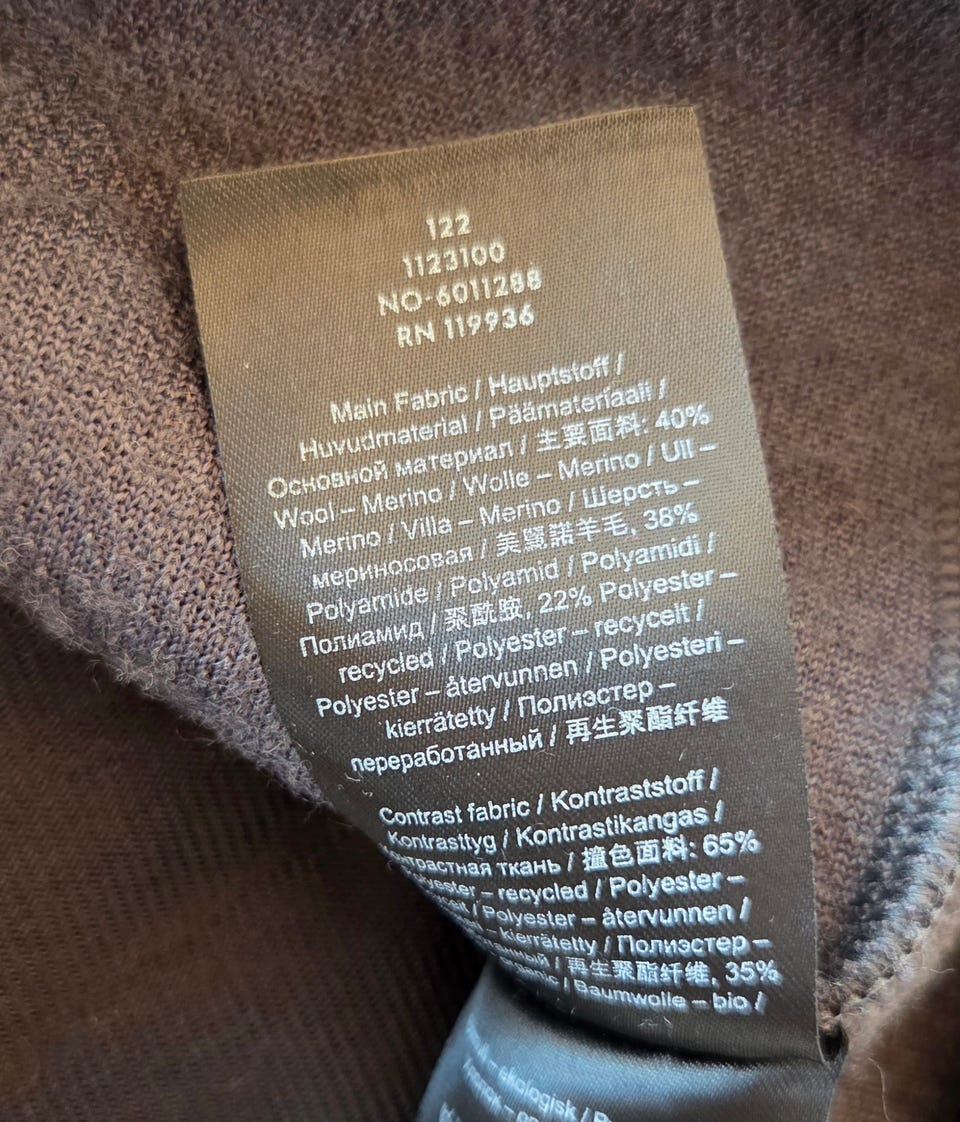 122
1123100
NO-6011288
RN 119936
Main Fabric / Hauptstoff /
Huvudmaterial / Päämateriaali /
Основной материал / 主要面料: 40%
Wool – Merino / Wolle – Merino / Ull –
Merino / Villa – Merino / Шерсть –
мериносовая / 美麗諾羊毛, 38%
Polyamide / Polyamid / Polyamidi /
Полиамид / 聚酰胺, 22% Polyester –
recycled / Polyester – recycelt /
Polyester – återvunnen / Polyesteri –
kierrätetty / Полиэстер –
переработанный / 再生聚酯纤维
Contrast fabric / Kontraststoff /
Kontrasttyg / Kontrastikangas /
ткань / 撞色面料: 65%
– recycled / Polyester –
/ Polyester – återvunnen /
– kierrätetty / Полиэстер –
/ 再生聚酯纤维, 35%
/ Baumwolle – bio /
– ekologisk /